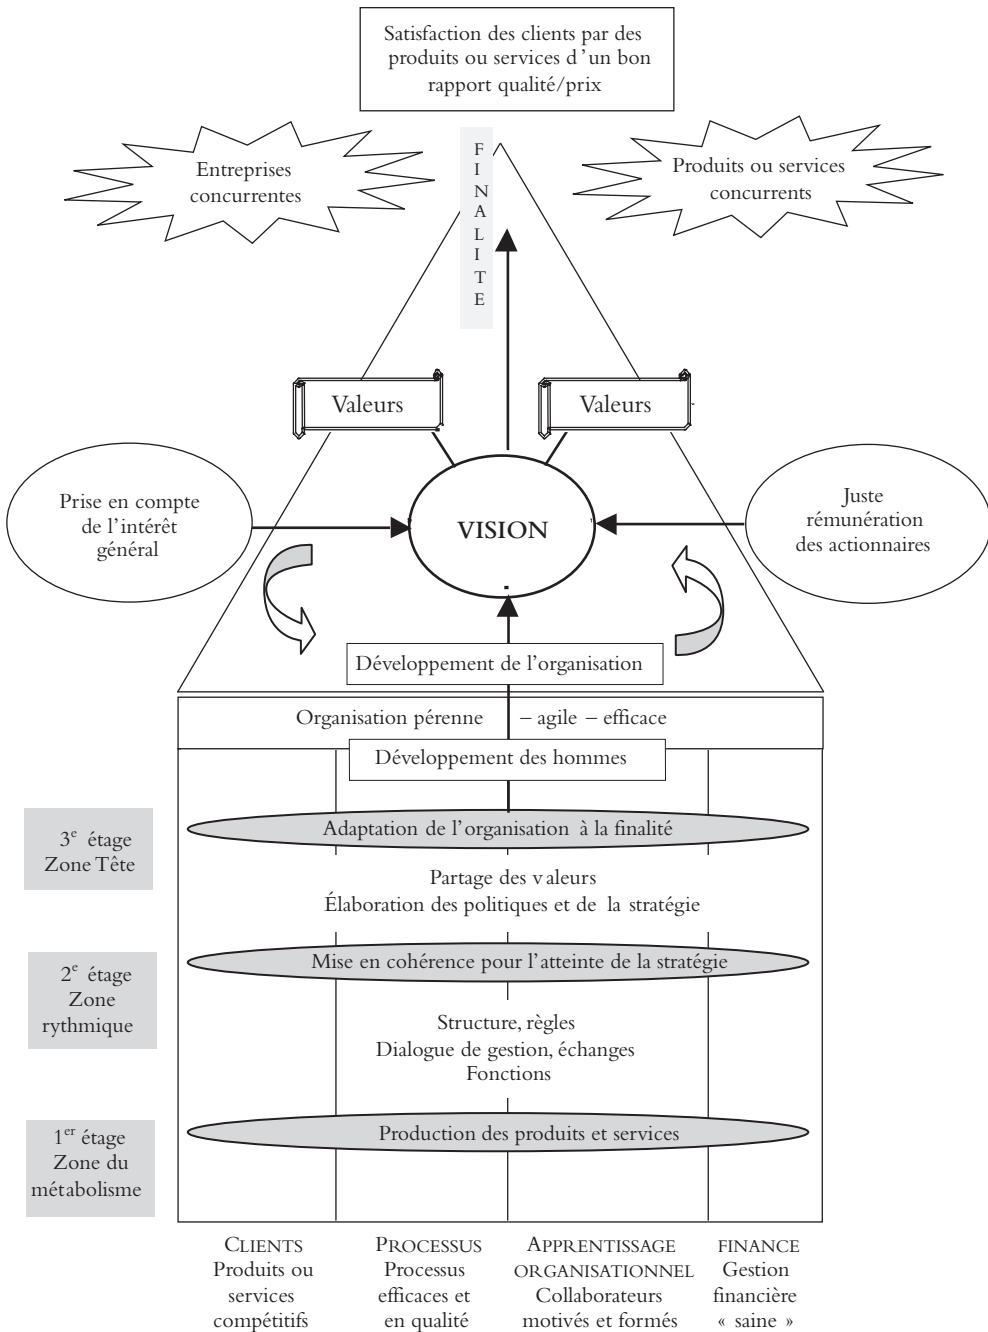 Satisfaction des clients par des
produits ou services d'un bon
rapport qualité/prix
Entreprises
concurrentes
FINALITE
Produits ou services
concurrents
Valeurs
Valeurs
Prise en compte
de l'intérêt
général
VISION
Juste
rémunération
des actionnaires
Développement de l'organisation
Organisation pérenne – agile – efficace
Développement des hommes
3e étage
Zone Tête
Adaptation de l'organisation à la finalité
Partage des valeurs
Élaboration des politiques et de la stratégie
2e étage
Zone
rythmique
Mise en cohérence pour l'atteinte de la stratégie
Structure, règles
Dialogue de gestion, échanges
Fonctions
1er étage
Zone du
métabolisme
Production des produits et services
CLIENTS
Produits ou
services
compétitifs
PROCESSUS
Processus
efficaces et
en qualité
APPRENTISSAGE
ORGANISATIONNEL
Collaborateurs
motivés et formés
FINANCE
Gestion
financière
« saine »